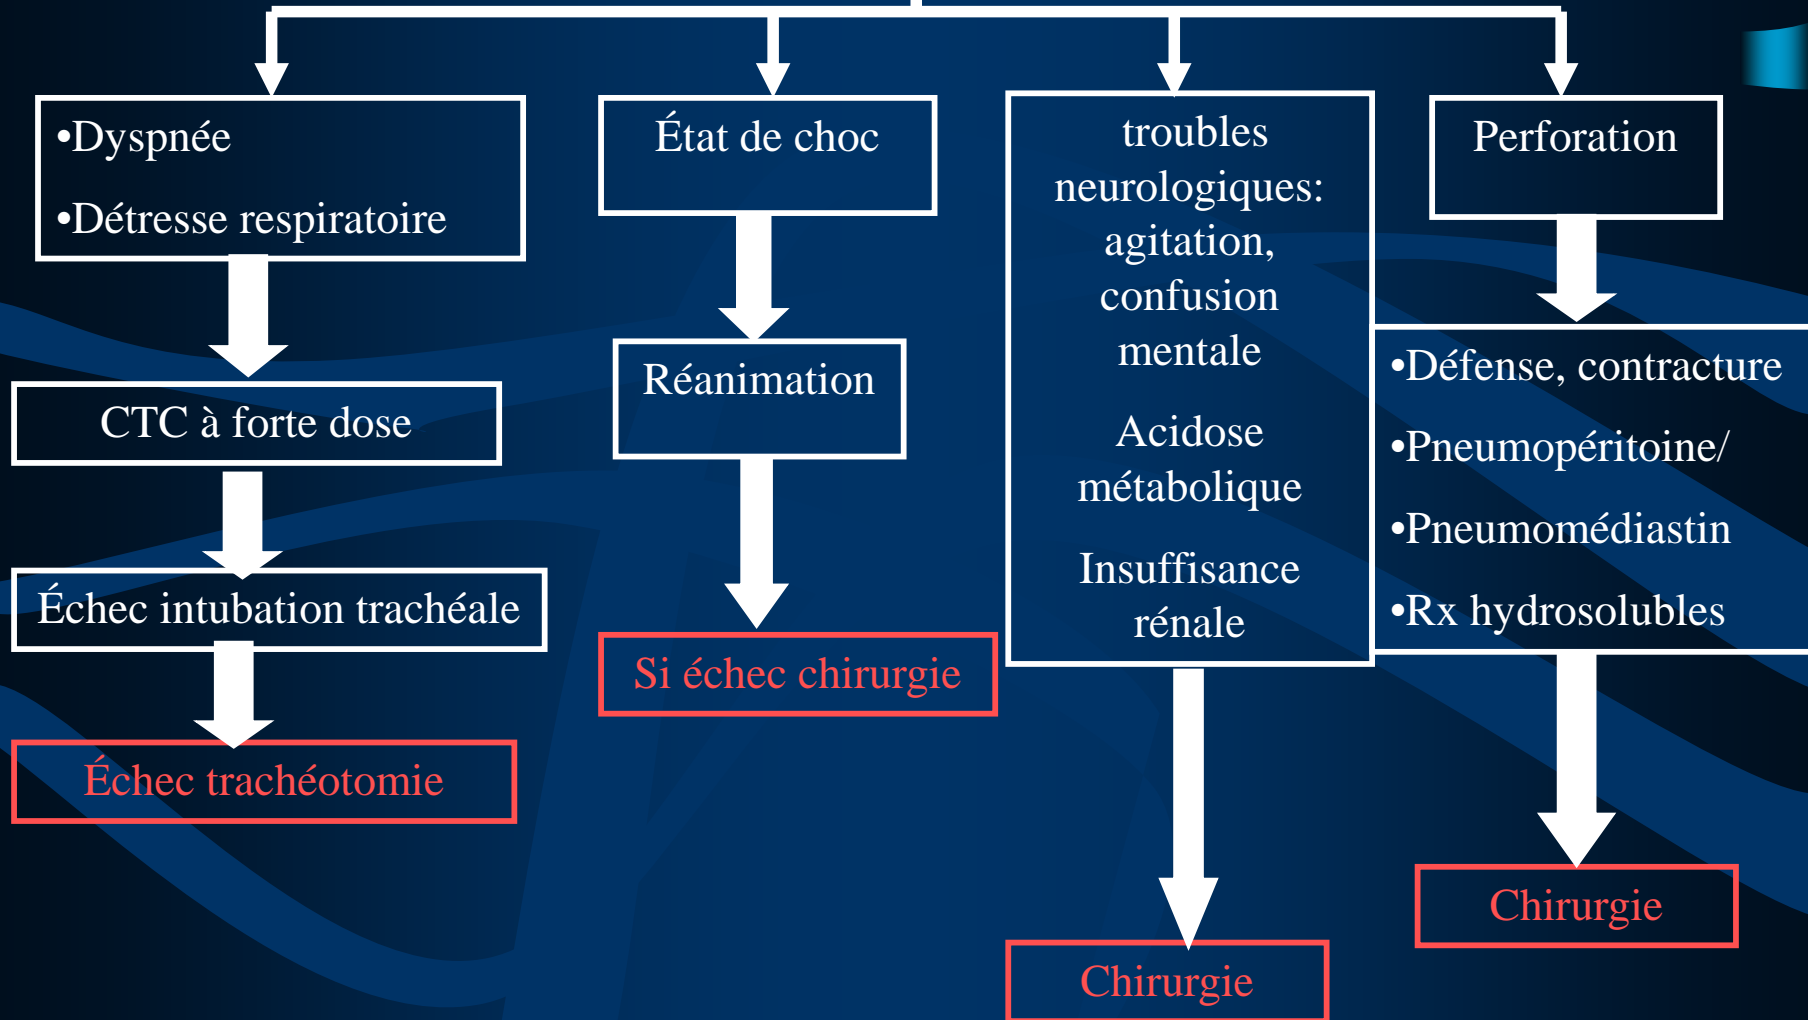 •Dyspnée
•Détresse respiratoire
CTC à forte dose
Échec intubation trachéale
Échec trachéotomie
État de choc
Réanimation
Si échec chirurgie
troubles
neurologiques:
agitation,
confusion
mentale
Acidose
métabolique
Insuffisance
rénale
Chirurgie
Perforation
•Défense, contracture
•Pneumopéritoine/
•Pneumomédiastin
•Rx hydrosolubles
Chirurgie